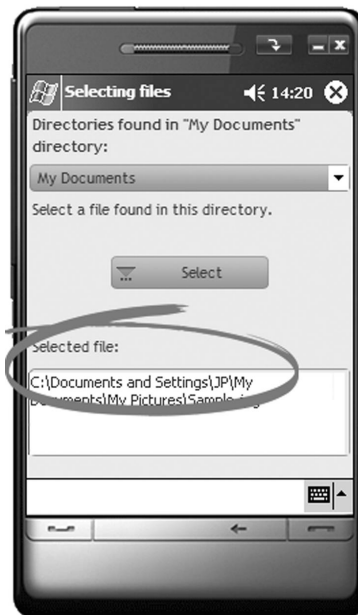 Selecting files
14:20
Directories found in "My Documents"
directory:
My Documents
Select a file found in this directory.
Select
Selected file:
C:\Documents and Settings\JP\My
Documents\My Pictures\Sample.jpg